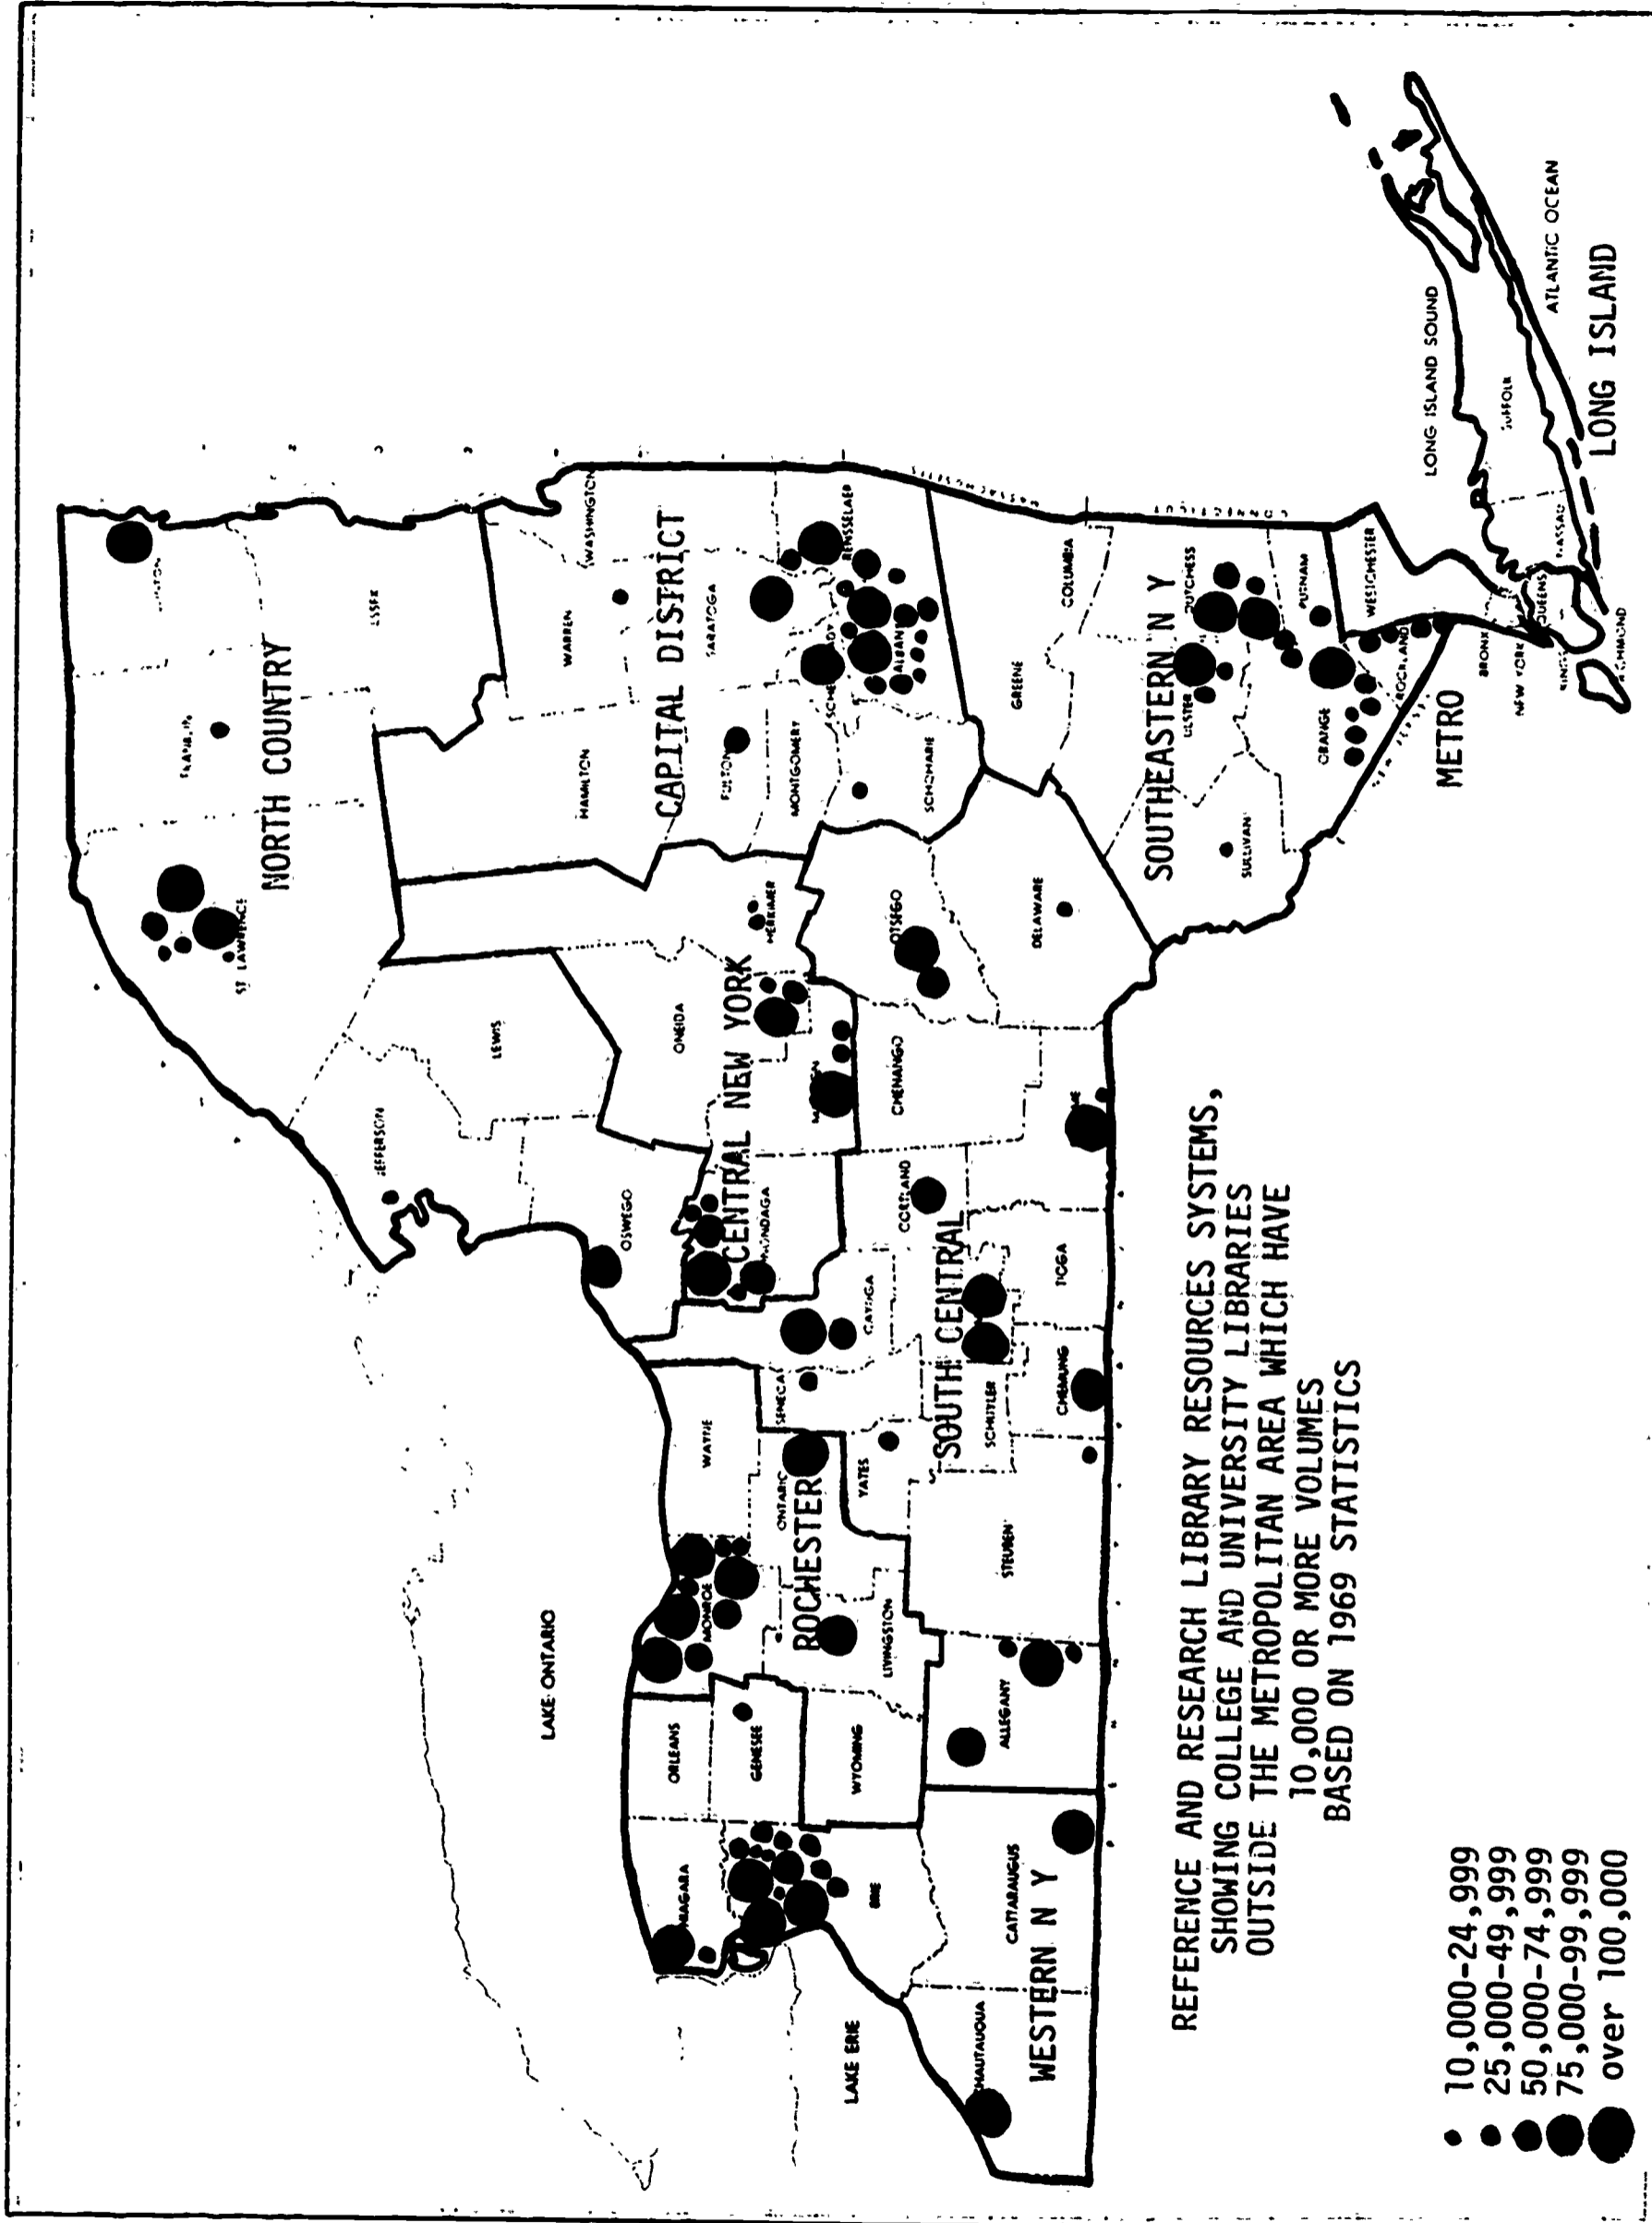 NORTH COUNTRY
ST LAWRENCE
ESSEX
JEFFERSON
LEWIS
OSWEGO
CAPITAL DISTRICT
WASHINGTON
WARREN
HAMILTON
SARATOGA
FULTON
MONTGOMERY
SCHOHARIE
RENSSELAER
ALBANY
CENTRAL NEW YORK
ONEIDA
HERKIMER
SOUTHEASTERN N Y
COLUMBIA
GREENE
DUTCHESS
ULSTER
SULLIVAN
ORANGE
PUTNAM
ROCKLAND
WESTCHESTER
METRO
BRONX
NEW YORK
QUEENS
RICHMOND
NASSAU
SUFFOLK
LONG ISLAND SOUND
ATLANTIC OCEAN
LONG ISLAND
SOUTH CENTRAL
OTSEGO
DELAWARE
CHENANGO
CORTLAND
CAYUGA
TIOGA
SENECA
SCHUYLER
CHEMUNG
YATES
STEUBEN
ALLEGANY
ROCHESTER
WAYNE
ONTARIO
MONROE
LIVINGSTON
WYOMING
LAKE ONTARIO
WESTERN N Y
ORLEANS
GENESEE
NIAGARA
ERIE
CATTARAUGUS
CHAUTAUQUA
LAKE ERIE
REFERENCE AND RESEARCH LIBRARY RESOURCES SYSTEMS,
SHOWING COLLEGE AND UNIVERSITY LIBRARIES
OUTSIDE THE METROPOLITAN AREA WHICH HAVE
10,000 OR MORE VOLUMES
BASED ON 1969 STATISTICS
10,000-24,999
25,000-49,999
50,000-74,999
75,000-99,999
over 100,000